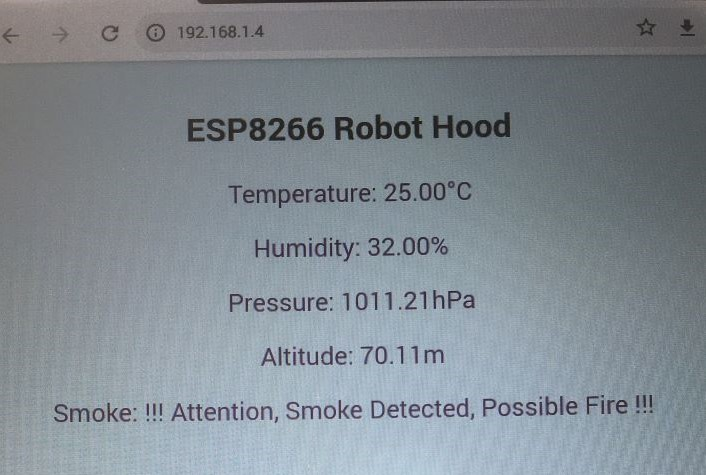 192.168.1.4
ESP8266 Robot Hood
Temperature: 25.00°C
Humidity: 32.00%
Pressure: 1011.21hPa
Altitude: 70.11m
Smoke: !!! Attention, Smoke Detected, Possible Fire !!!